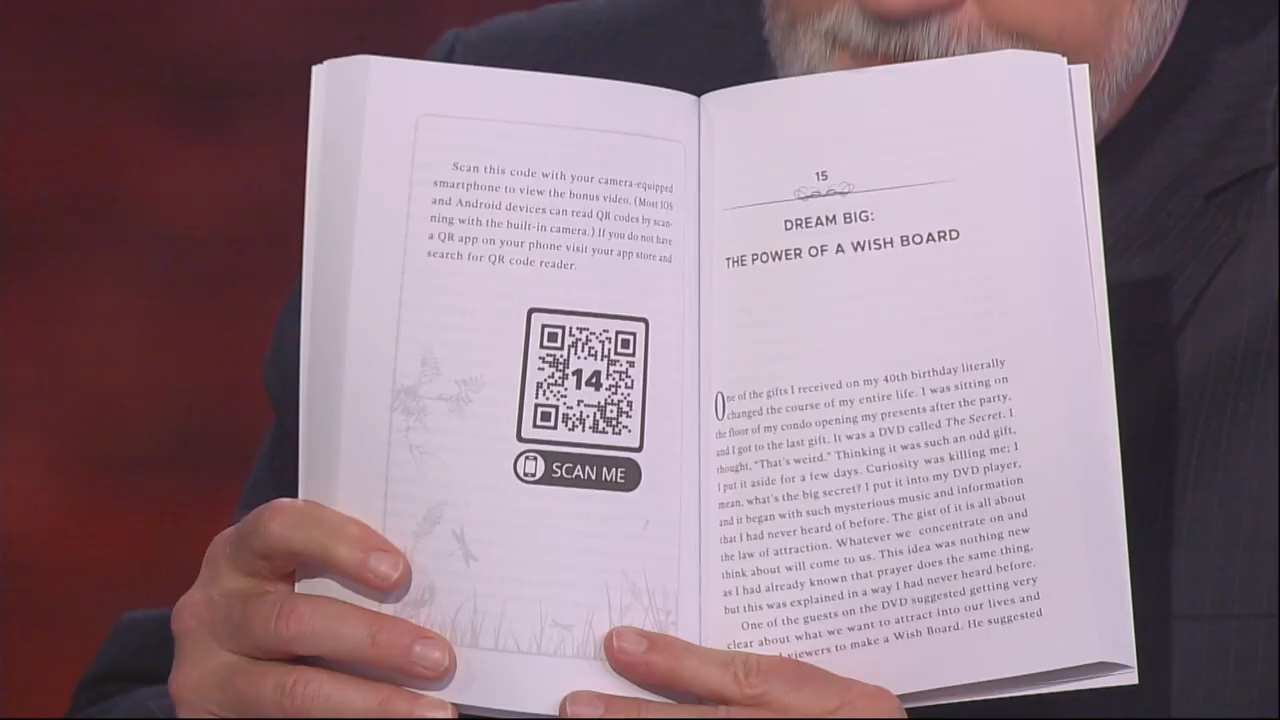 Scan this code with your camera-equipped
smartphone to view the bonus video. (Most IOS
and Android devices can read QR codes by scan-
ning with the built-in camera.) If you do not have
a QR app on your phone visit your app store and
search for QR code reader.
14
SCAN ME
15
DREAM BIG:
THE POWER OF A WISH BOARD
One of the gifts I received on my 40th birthday literally
changed the course of my entire life. I was sitting on
the floor of my condo opening my presents after the party,
and I got to the last gift. It was a DVD called The Secret. I
thought, "That's weird." Thinking it was such an odd gift,
I put it aside for a few days. Curiosity was killing me; I
mean, what's the big secret? I put it into my DVD player,
and it began with such mysterious music and information
that I had never heard of before. The gist of it is all about
the law of attraction. Whatever we concentrate on and
think about will come to us. This idea was nothing new
as I had already known that prayer does the same thing,
but this was explained in a way I had never heard before.
One of the guests on the DVD suggested getting very
clear about what we want to attract into our lives and
viewers to make a Wish Board. He suggested